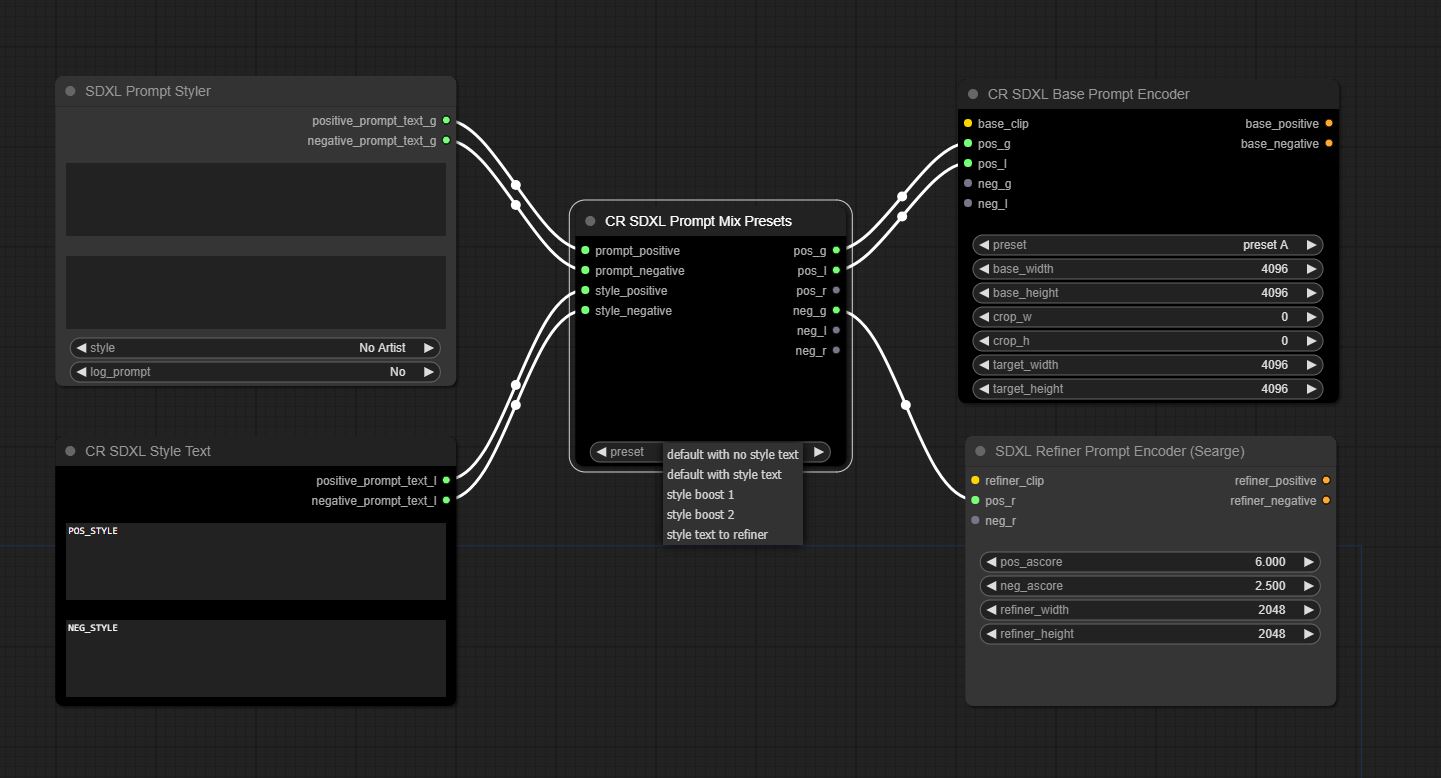 SDXL Prompt Styler
positive_prompt_text_g
negative_prompt_text_g
style No Artist
log_prompt No
CR SDXL Style Text
positive_prompt_text_l
negative_prompt_text_l
POS_STYLE
NEG_STYLE
CR SDXL Prompt Mix Presets
prompt_positive pos_g
prompt_negative pos_l
style_positive pos_r
style_negative neg_g
neg_l
neg_r
preset
default with no style text
default with style text
style boost 1
style boost 2
style text to refiner
CR SDXL Base Prompt Encoder
base_clip base_positive
pos_g base_negative
pos_l
neg_g
neg_l
preset preset A
base_width 4096
base_height 4096
crop_w 0
crop_h 0
target_width 4096
target_height 4096
SDXL Refiner Prompt Encoder (Searge)
refiner_clip refiner_positive
pos_r refiner_negative
neg_r
pos_ascore 6.000
neg_ascore 2.500
refiner_width 2048
refiner_height 2048